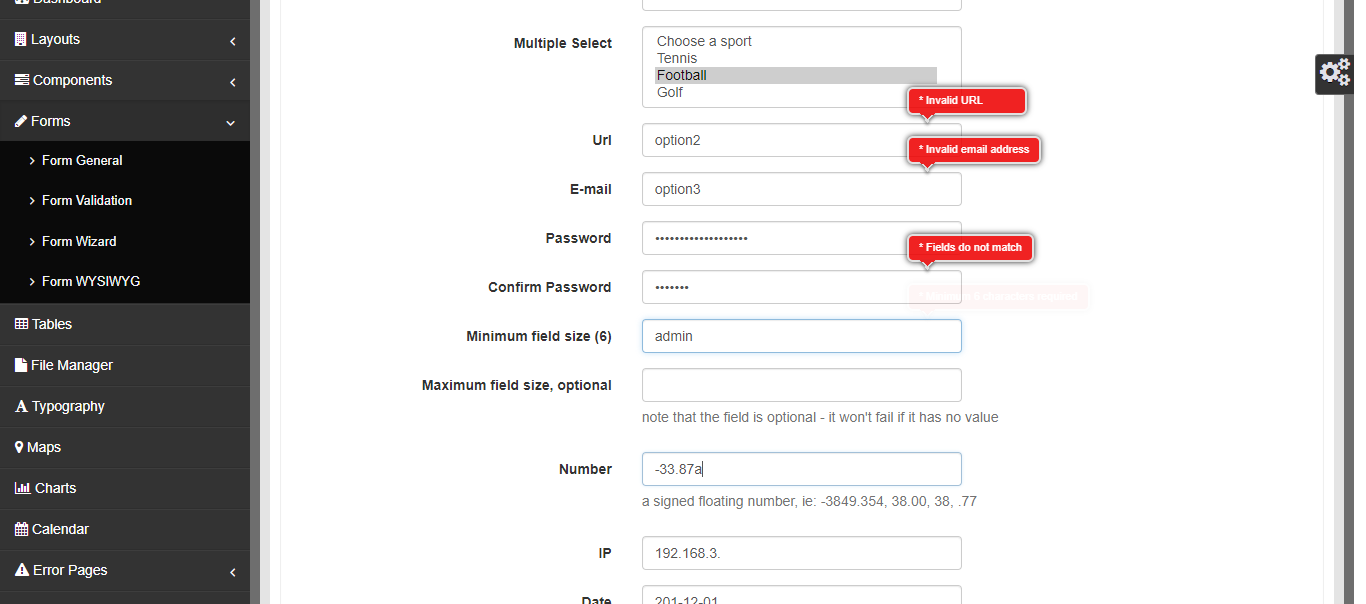 Dashboard
Layouts
Components
Forms
Form General
Form Validation
Form Wizard
Form WYSIWYG
Tables
File Manager
Typography
Maps
Charts
Calendar
Error Pages
Multiple Select
Choose a sport
Tennis
Football
Golf
* Invalid URL
Url
option2
* Invalid email address
E-mail
option3
Password
•••••••••••••••••••
* Fields do not match
Confirm Password
•••••••
* Minimum 6 characters required
Minimum field size (6)
admin
Maximum field size, optional
note that the field is optional - it won't fail if it has no value
Number
-33.87a
a signed floating number, ie: -3849.354, 38.00, 38, .77
IP
192.168.3.
Date
201-12-01